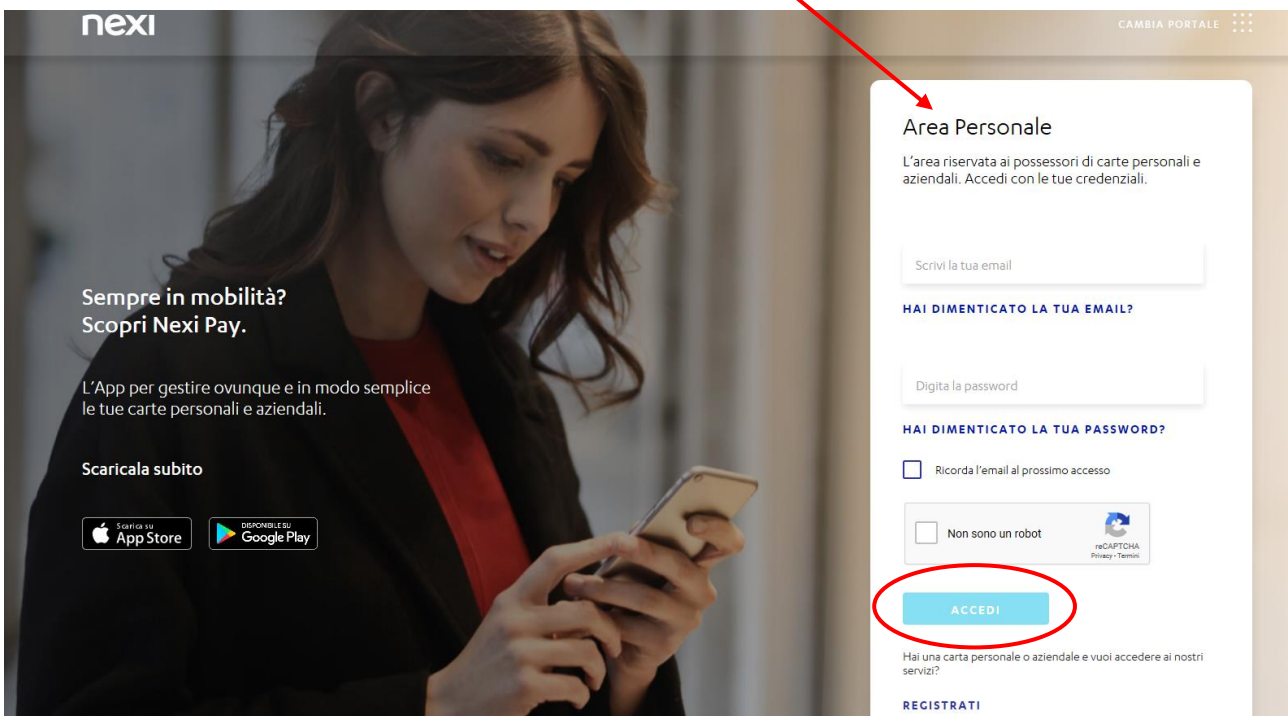 nexi
CAMBIA PORTALE
Sempre in mobilità?
Scopri Nexi Pay.
L'App per gestire ovunque e in modo semplice
le tue carte personali e aziendali.
Scaricala subito
Scarica su
App Store
DISPONIBILE SU
Google Play
Area Personale
L'area riservata ai possessori di carte personali e
aziendali. Accedi con le tue credenziali.
Scrivi la tua email
HAI DIMENTICATO LA TUA EMAIL?
Digita la password
HAI DIMENTICATO LA TUA PASSWORD?
Ricorda l'email al prossimo accesso
Non sono un robot
reCAPTCHA
Privacy - Termini
ACCEDI
Hai una carta personale o aziendale e vuoi accedere ai nostri
servizi?
REGISTRATI